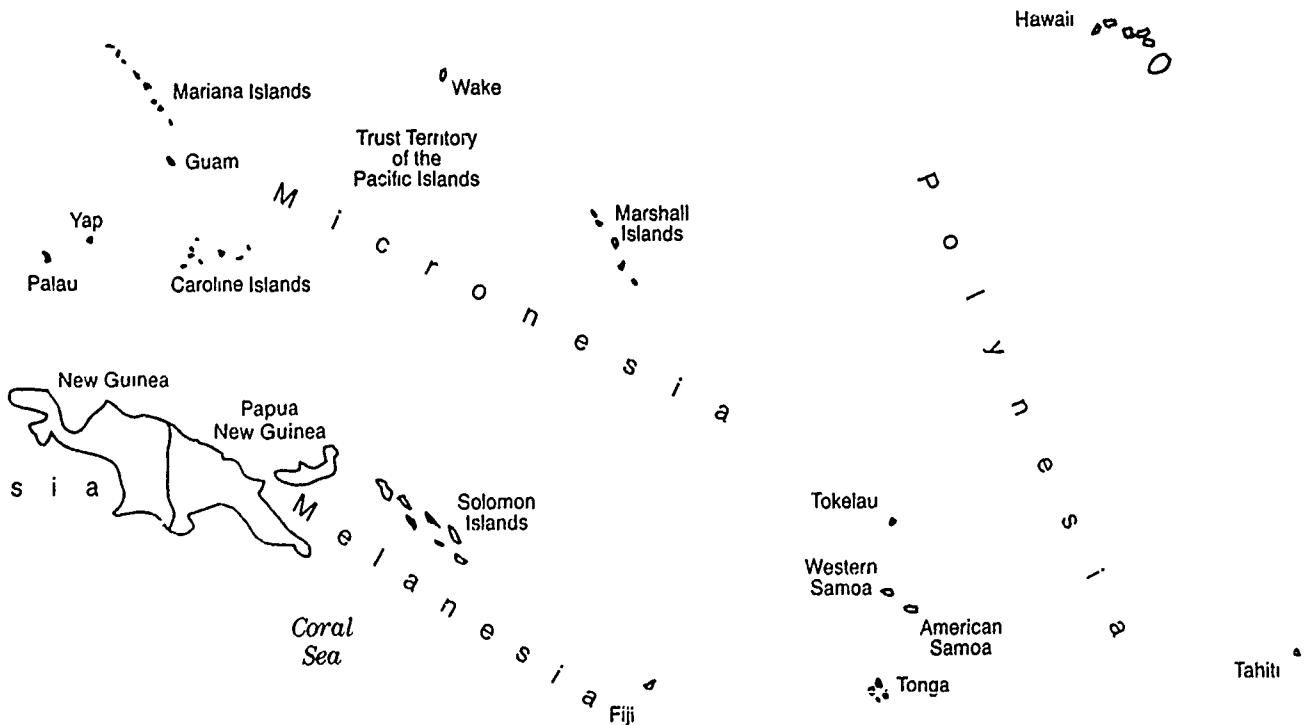 Hawaii
Mariana Islands
Wake
Trust Territory
of the
Pacific Islands
Guam
Micronesia
Polynesia
Yap
Marshall
Islands
Palau
Caroline Islands
New Guinea
Papua
New Guinea
sia
Melanesia
Solomon
Islands
Tokelau
Western
Samoa
American
Samoa
Coral
Sea
Tahiti
Tonga
Fiji